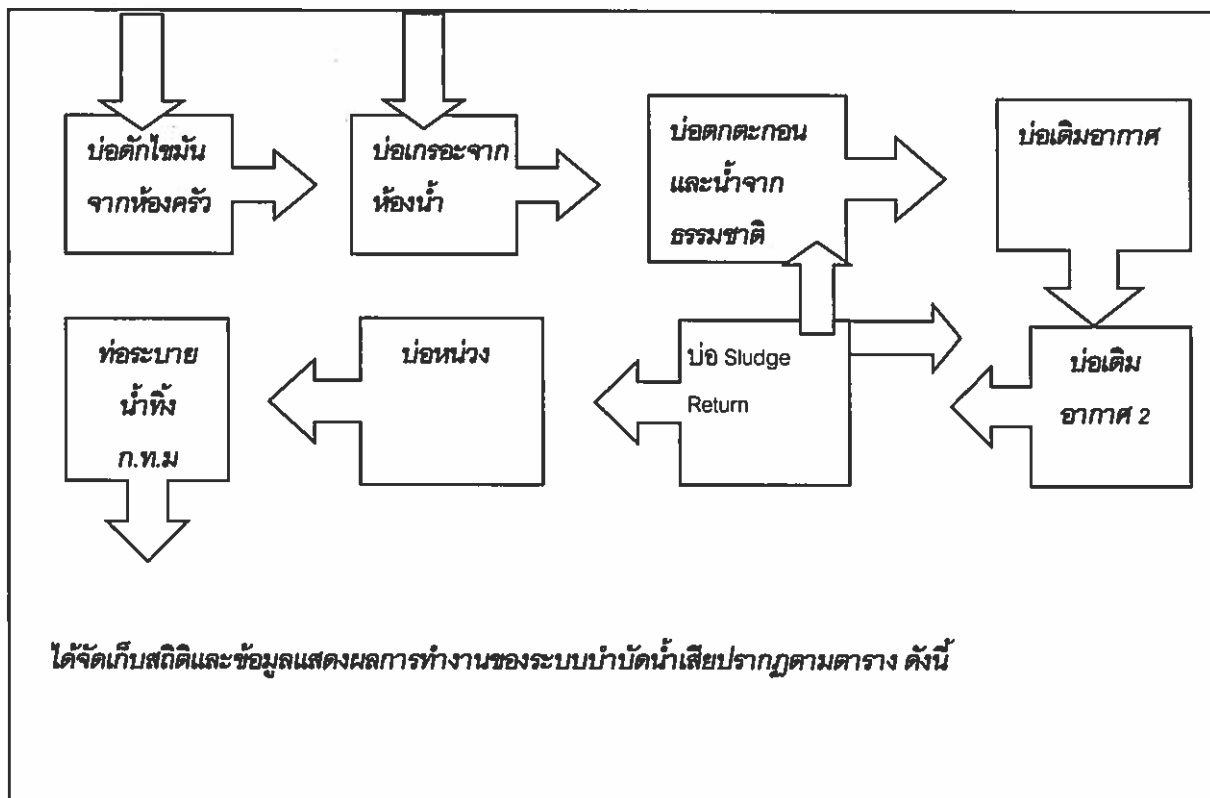 บ่อดักไขมัน
จากห้องครัว
บ่อเกรอะจาก
ห้องน้ำ
บ่อตกตะกอน
และน้ำจาก
ธรรมชาติ
บ่อเติมอากาศ
ท่อระบาย
น้ำทิ้ง
ก.ท.ม
บ่อหน่วง
บ่อ Sludge
Return
บ่อเติม
อากาศ 2
ได้จัดเก็บสถิติและข้อมูลแสดงผลการทำงานของระบบบำบัดน้ำเสียปรากฏตามตาราง ดังนี้